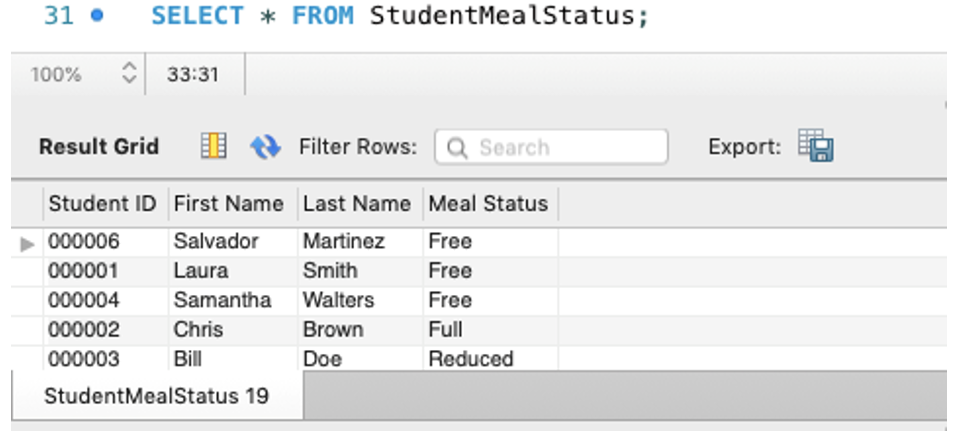 31 SELECT * FROM StudentMealStatus;
100% 33:31
Result Grid Filter Rows: Search Export:
Student ID First Name Last Name Meal Status
000006 Salvador Martinez Free
000001 Laura Smith Free
000004 Samantha Walters Free
000002 Chris Brown Full
000003 Bill Doe Reduced
StudentMealStatus 19